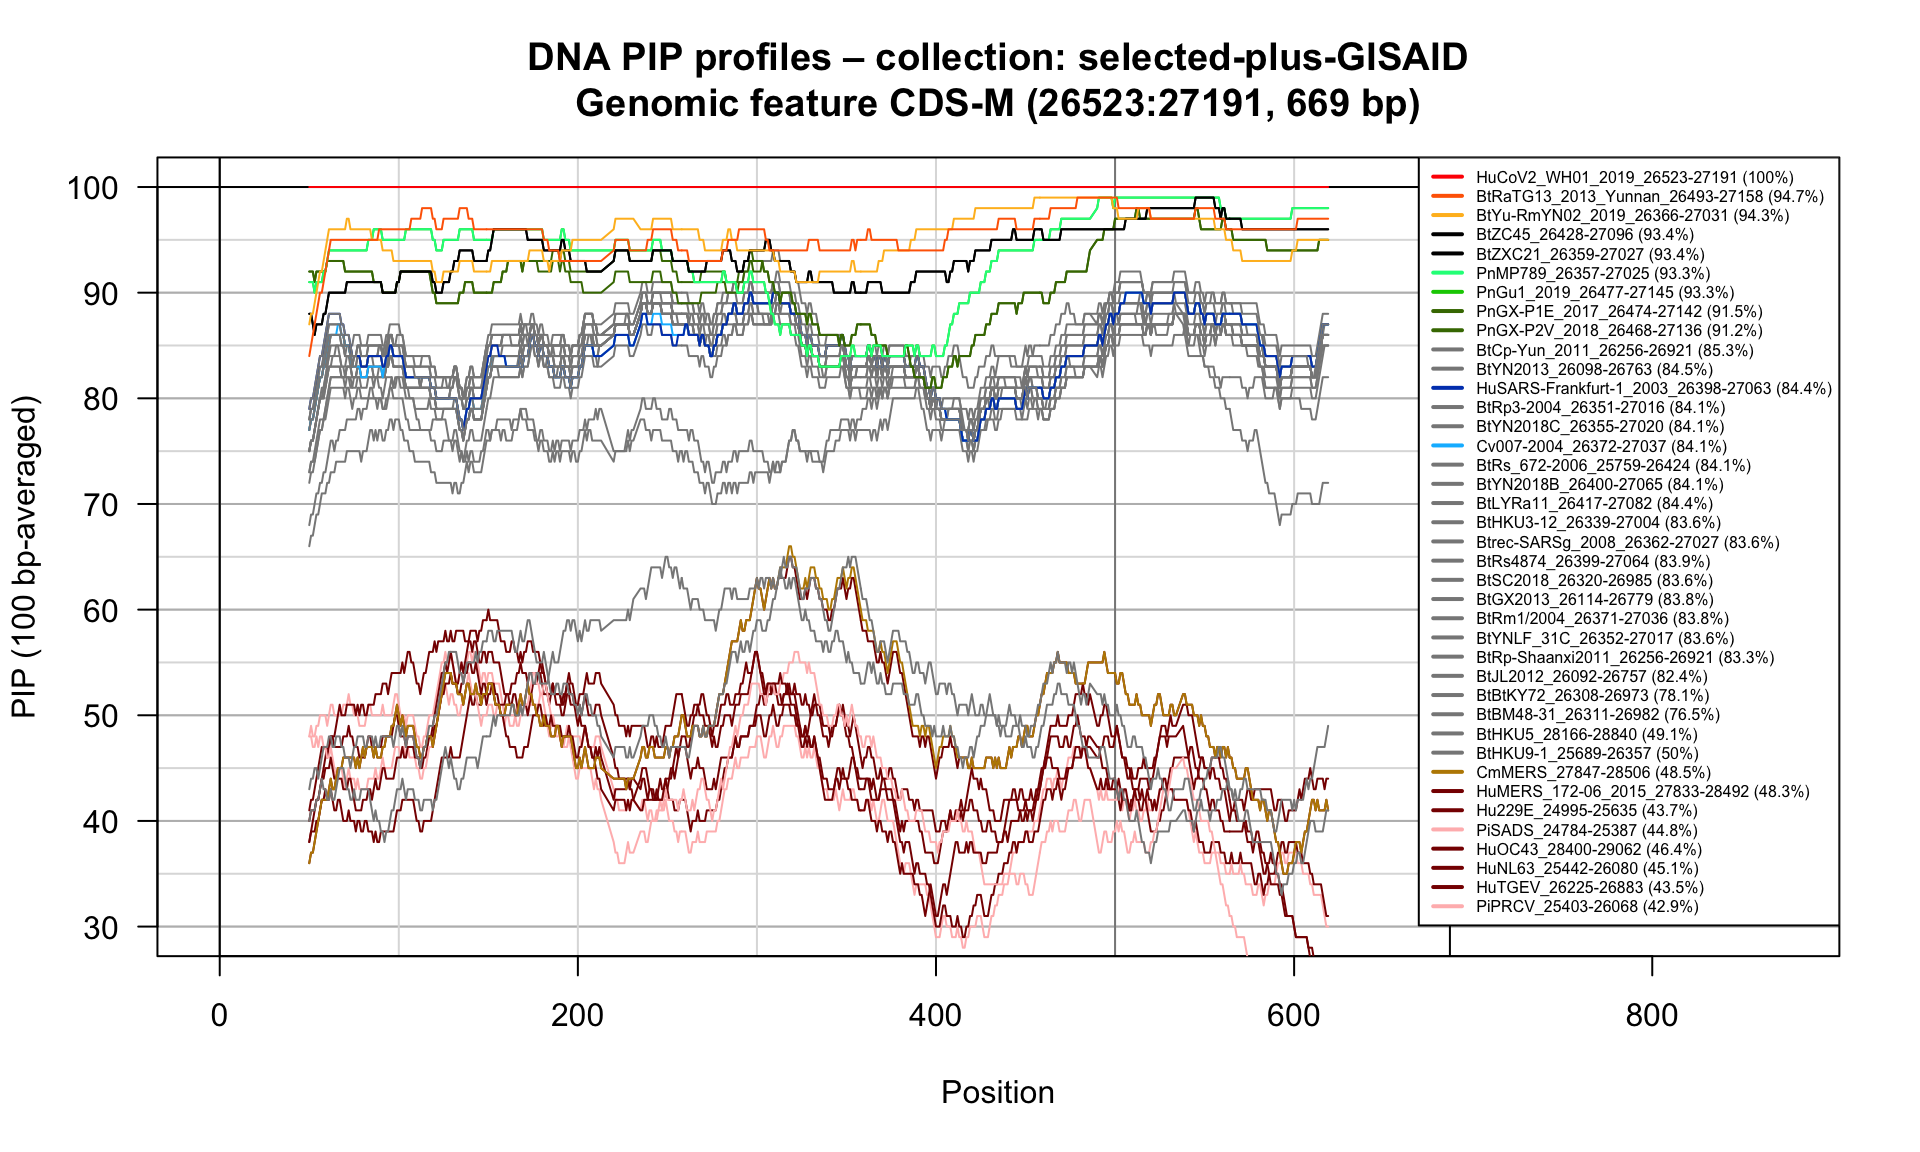 DNA PIP profiles – collection: selected-plus-GISAID
Genomic feature CDS-M (26523:27191, 669 bp)
PIP (100 bp-averaged)
100
90
80
70
60
50
40
30
HuCoV2_WH01_2019_26523-27191 (100%)
BtRaTG13_2013_Yunnan_26493-27158 (94.7%)
BtYu-RmYN02_2019_26366-27031 (94.3%)
BtZC45_26428-27096 (93.4%)
BtZXC21_26359-27027 (93.4%)
PnMP789_26357-27025 (93.3%)
PnGu1_2019_26477-27145 (93.3%)
PnGX-P1E_2017_26474-27142 (91.5%)
PnGX-P2V_2018_26468-27136 (91.2%)
BtCp-Yun_2011_26256-26921 (85.3%)
BtYN2013_26098-26763 (84.5%)
HuSARS-Frankfurt-1_2003_26398-27063 (84.4%)
BtRp3-2004_26351-27016 (84.1%)
BtYN2018C_26355-27020 (84.1%)
Cv007-2004_26372-27037 (84.1%)
BtRs_672-2006_25759-26424 (84.1%)
BtYN2018B_26400-27065 (84.1%)
BtLYRa11_26417-27082 (84.4%)
BtHKU3-12_26339-27004 (83.6%)
Btrec-SARSg_2008_26362-27027 (83.6%)
BtRs4874_26399-27064 (83.9%)
BtSC2018_26320-26985 (83.6%)
BtGX2013_26114-26779 (83.8%)
BtRm1/2004_26371-27036 (83.8%)
BtYNLF_31C_26352-27017 (83.6%)
BtRp-Shaanxi2011_26256-26921 (83.3%)
BtJL2012_26092-26757 (82.4%)
BtBtKY72_26308-26973 (78.1%)
BtBM48-31_26311-26982 (76.5%)
BtHKU5_28166-28840 (49.1%)
BtHKU9-1_25689-26357 (50%)
CmMERS_27847-28506 (48.5%)
HuMERS_172-06_2015_27833-28492 (48.3%)
Hu229E_24995-25635 (43.7%)
PiSADS_24784-25387 (44.8%)
HuOC43_28400-29062 (46.4%)
HuNL63_25442-26080 (45.1%)
HuTGEV_26225-26883 (43.5%)
PiPRCV_25403-26068 (42.9%)
0
200
400
600
800
Position